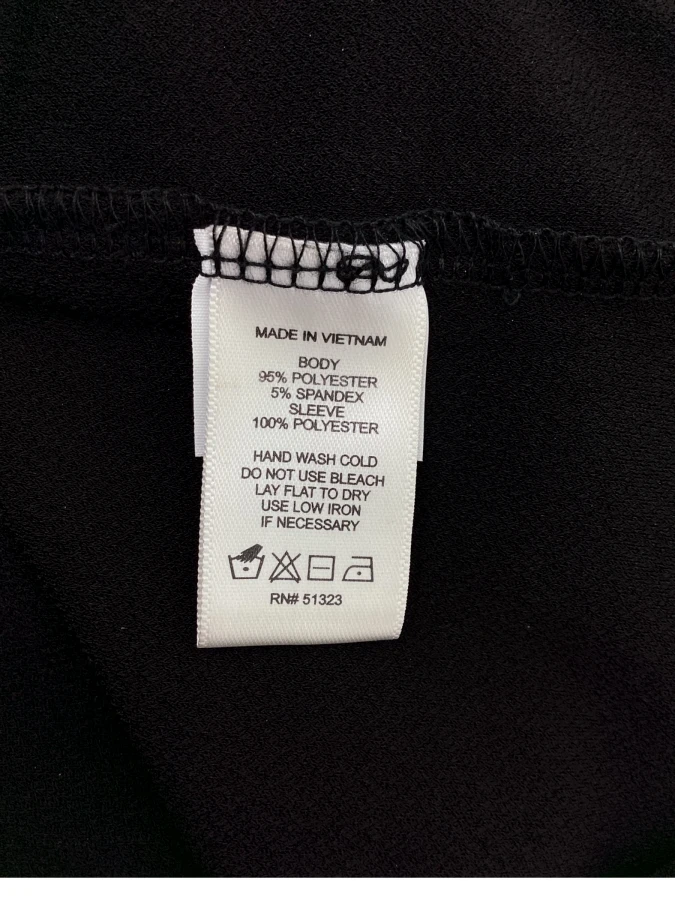 MADE IN VIETNAM
BODY
95% POLYESTER
5% SPANDEX
SLEEVE
100% POLYESTER
HAND WASH COLD
DO NOT USE BLEACH
LAY FLAT TO DRY
USE LOW IRON
IF NECESSARY
RN# 51323